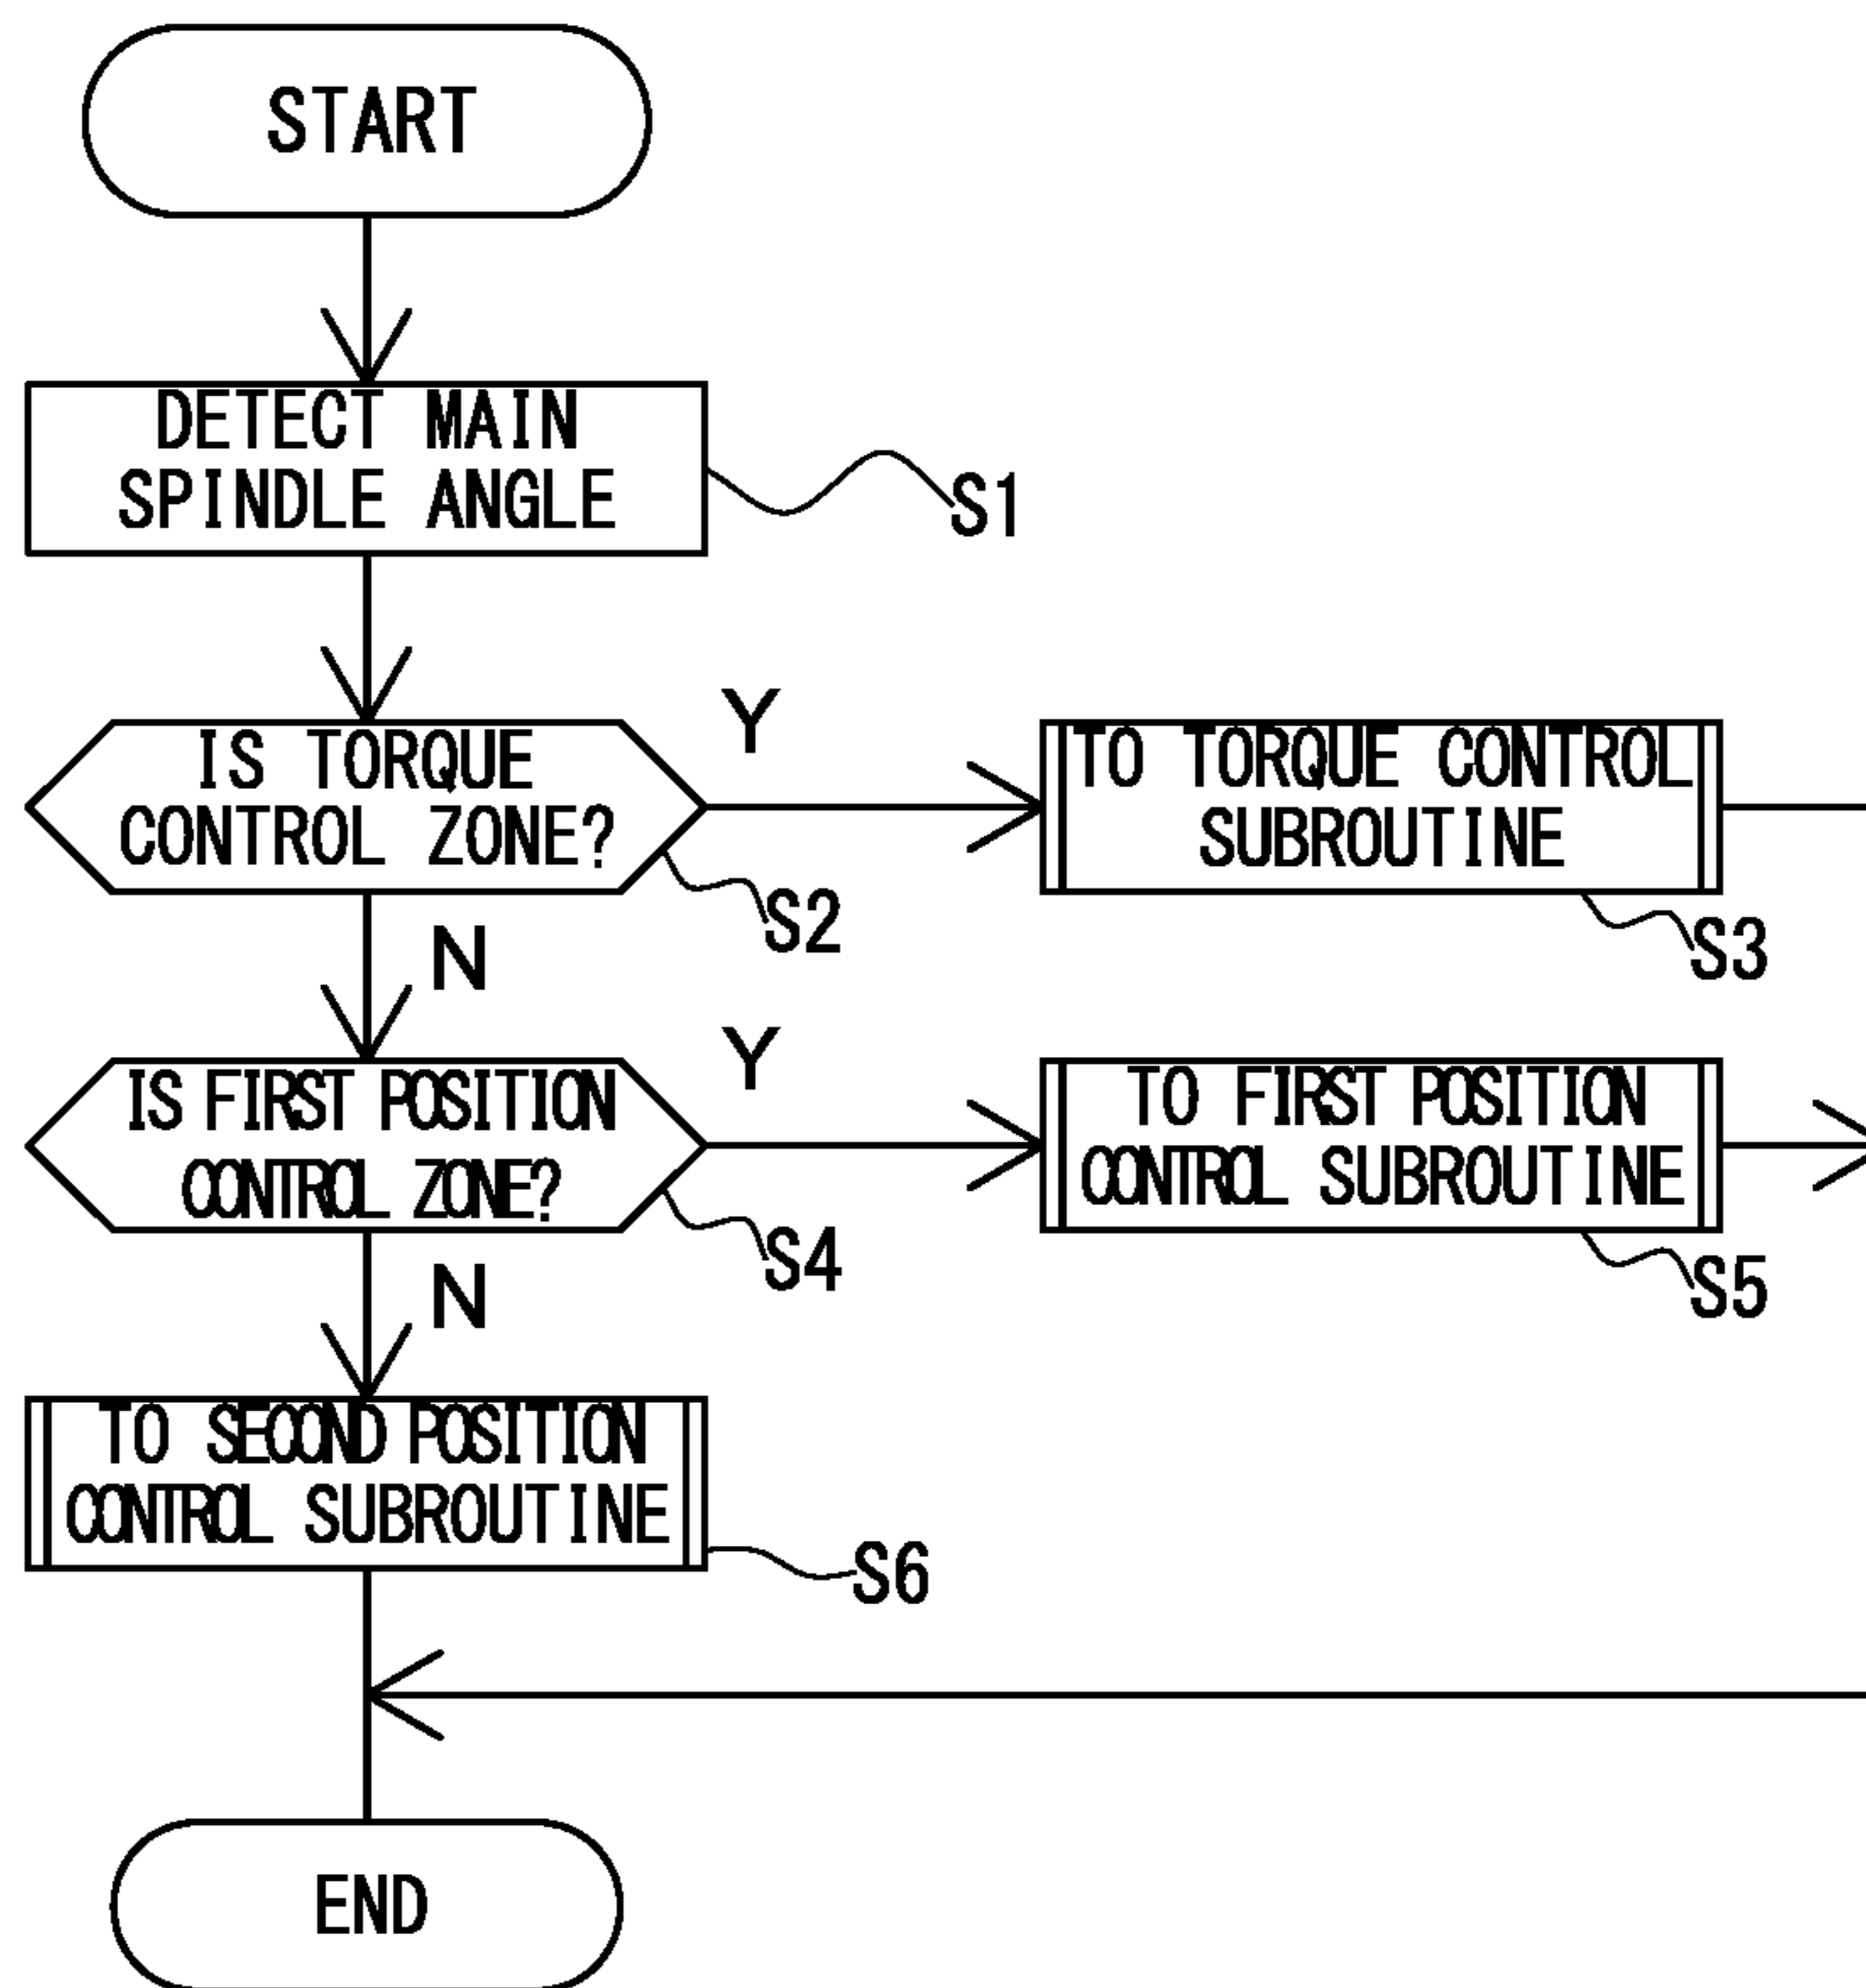 START
DETECT MAIN
SPINDLE ANGLE
S1
IS TORQUE
CONTROL ZONE?
Y
S2
N
TO TORQUE CONTROL
SUBROUTINE
S3
IS FIRST POSITION
CONTROL ZONE?
Y
S4
N
TO FIRST POSITION
CONTROL SUBROUTINE
S5
TO SECOND POSITION
CONTROL SUBROUTINE
S6
END